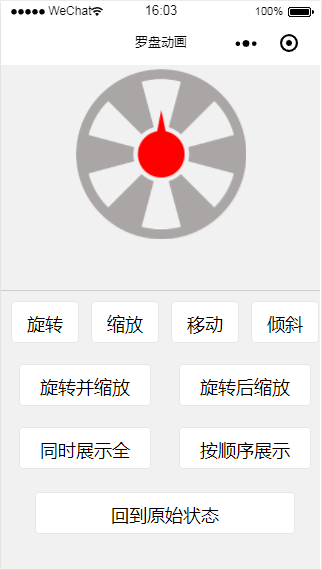 WeChat 16:03 100%
罗盘动画
旋转 缩放 移动 倾斜
旋转并缩放 旋转后缩放
同时展示全 按顺序展示
回到原始状态